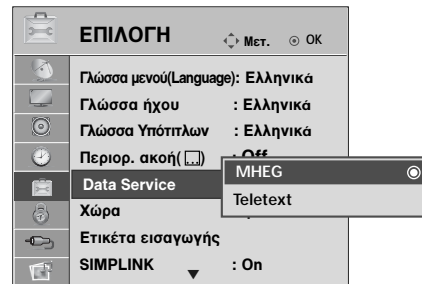 ΕΠΙΛΟΓΗ Μετ. OK
Γλώσσα μενού(Language): Ελληνικά
Γλώσσα ήχου : Ελληνικά
Γλώσσα Υπότιτλων : Ελληνικά
Περιορ. ακοή( ) : Off
Data Service
MHEG
Teletext
Χώρα
Ετικέτα εισαγωγής
SIMPLINK : On